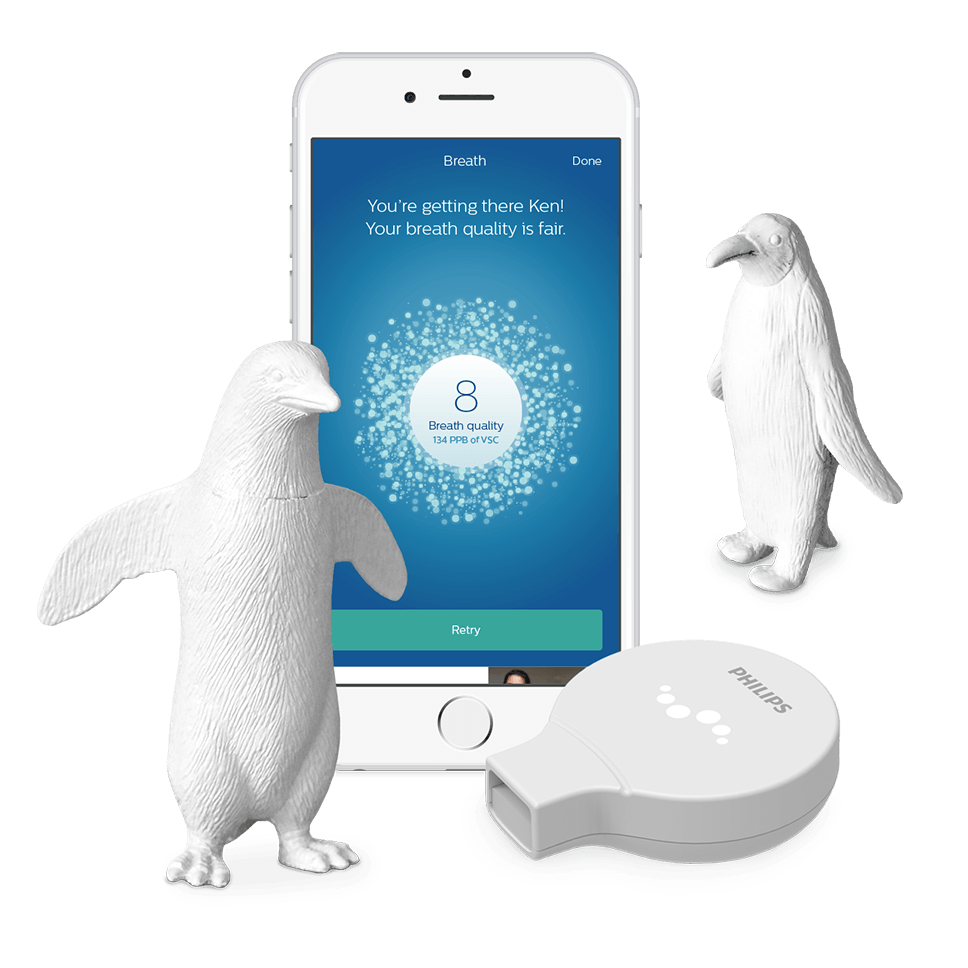 Breath
Done
You're getting there Ken!
Your breath quality is fair.
8
Breath quality
134 PPB of VSC
Retry
PHILIPS